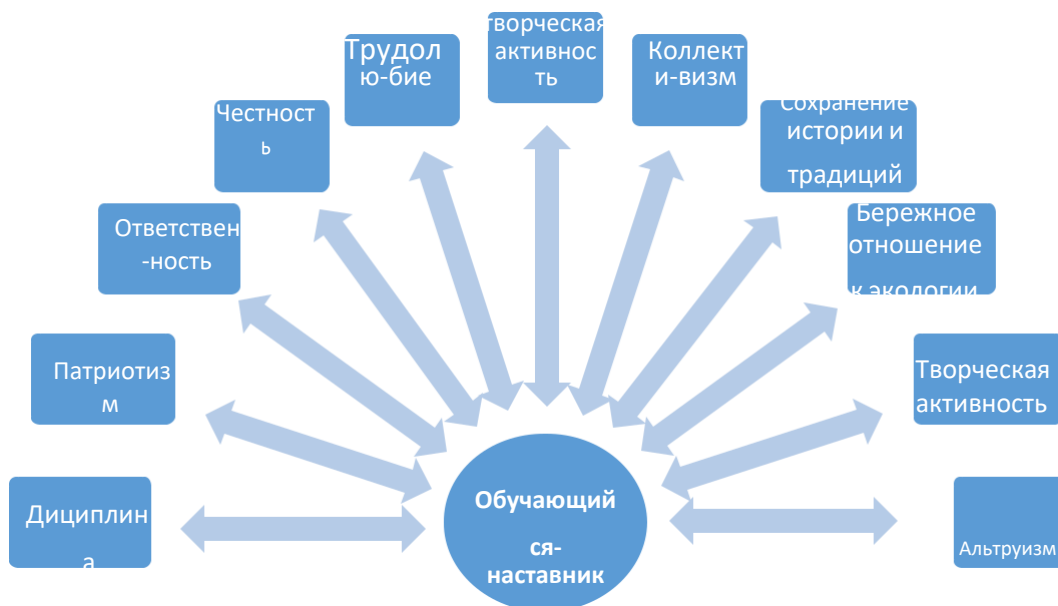 творческая
активнос
ть
Трудол
ю-бие
Коллект
и-визм
Сохранение
истории и
традиций
Честност
ь
Бережное
отношение
к экологии
Ответствен
-ность
Патриотиз
м
Творческая
активность
Дициплин
а
Обучающий
ся-
наставник
Альтруизм